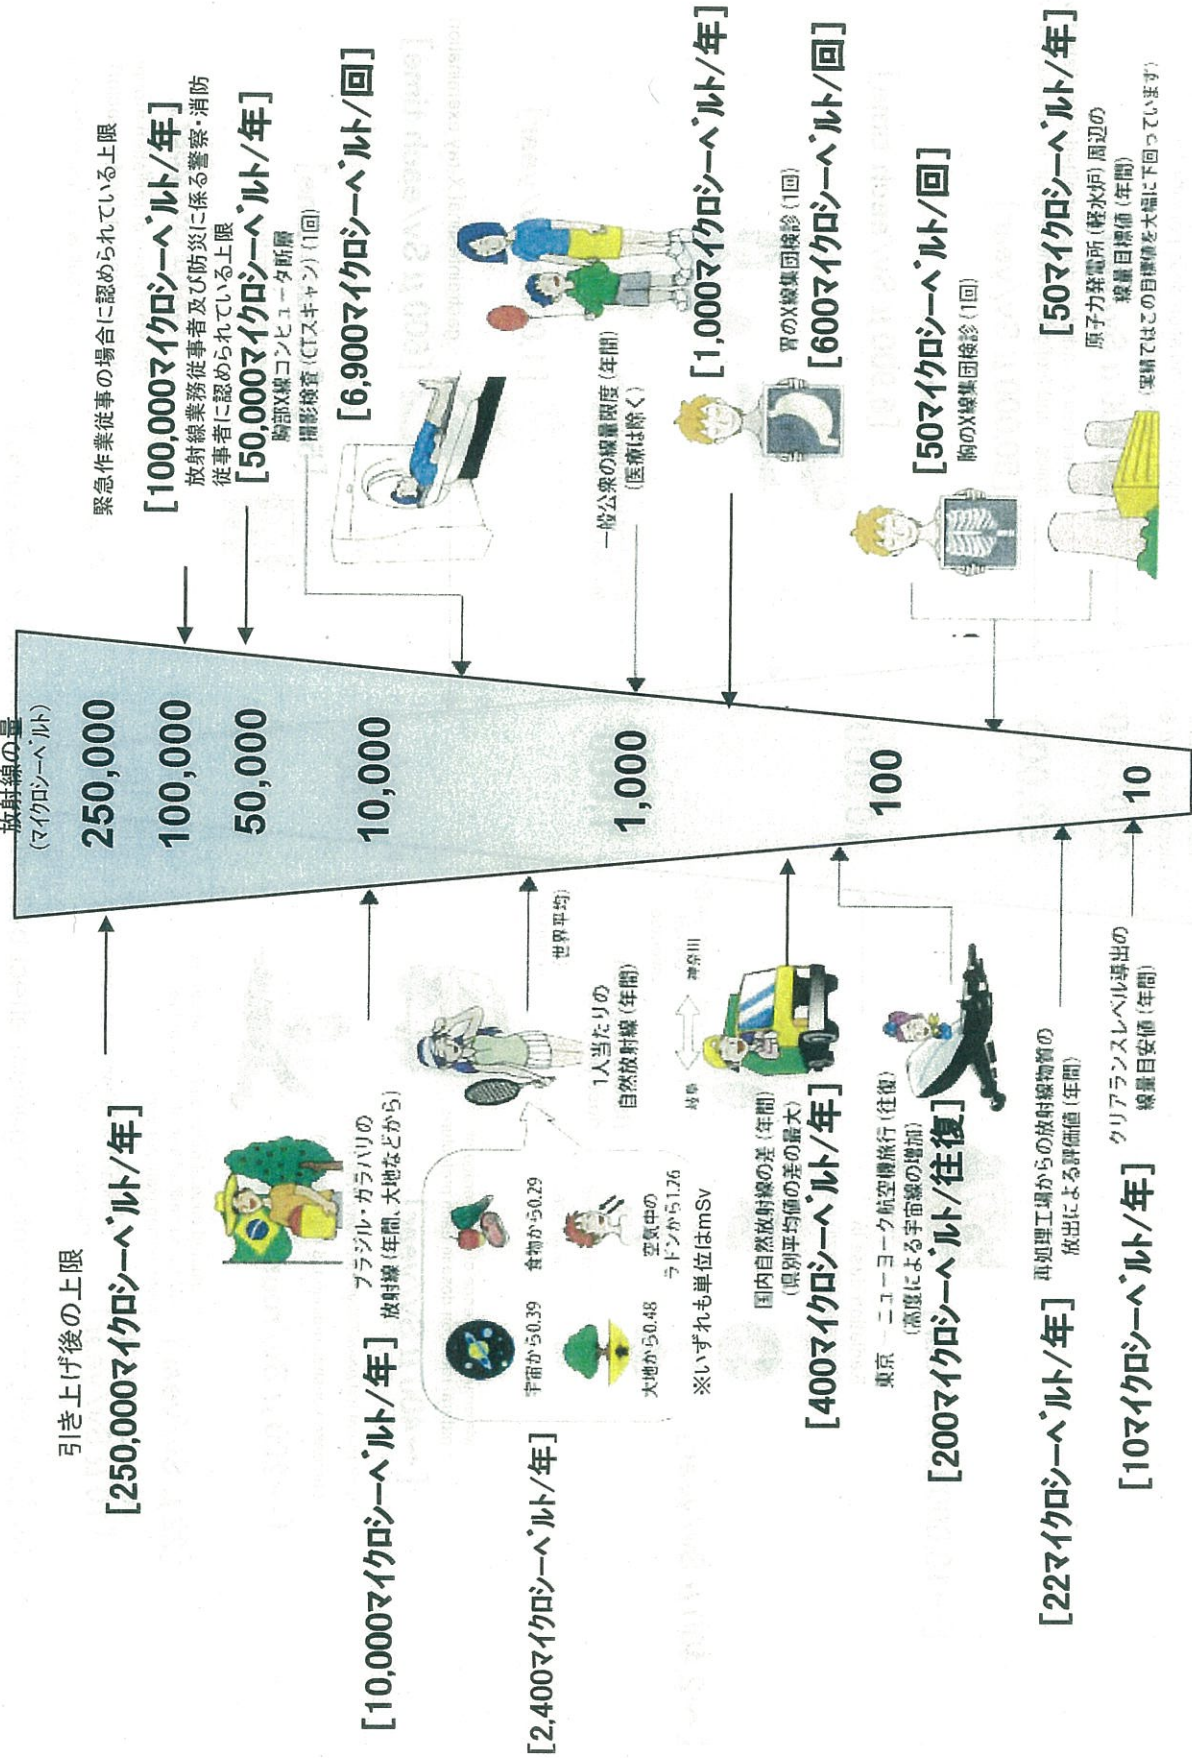 放射線の量
(マイクロシーベルト)
250,000
100,000
50,000
10,000
1,000
100
10
引き上げ後の上限
[250,000マイクロシーベルト/年]
ブラジル・ガラパリの
放射線(年間、大地などから)
[10,000マイクロシーベルト/年]
宇宙から0.39
食物から0.29
大地から0.48
空気中の
ラドンから1.26
※いずれも単位はmSv
1人当たりの
自然放射線(年間)
世界平均)
[2,400マイクロシーベルト/年]
岐阜
神奈川
国内自然放射線の差(年間)
(県別平均値の差の最大)
[400マイクロシーベルト/年]
東京―ニューヨーク航空機旅行(往復)
(高度による宇宙線の増加)
[200マイクロシーベルト/往復]
再処理工場からの放射線物質の
放出による評価値(年間)
[22マイクロシーベルト/年]
クリアランスレベル導出の
線量目安値(年間)
[10マイクロシーベルト/年]
緊急作業従事の場合に認められている上限
[100,000マイクロシーベルト/年]
放射線業務従事者及び防災に係る警察・消防
従事者に認められている上限
[50,000マイクロシーベルト/年]
胸部X線コンピュータ断層
撮影検査(CTスキャン)(1回)
[6,900マイクロシーベルト/回]
一般公衆の線量限度(年間)
(医療は除く)
[1,000マイクロシーベルト/年]
胃のX線集団検診(1回)
[600マイクロシーベルト/回]
[50マイクロシーベルト/回]
胸のX線集団検診(1回)
[50マイクロシーベルト/年]
原子力発電所(軽水炉)周辺の
線量目標値(年間)
(実績ではこの目標値を大幅に下回っています)